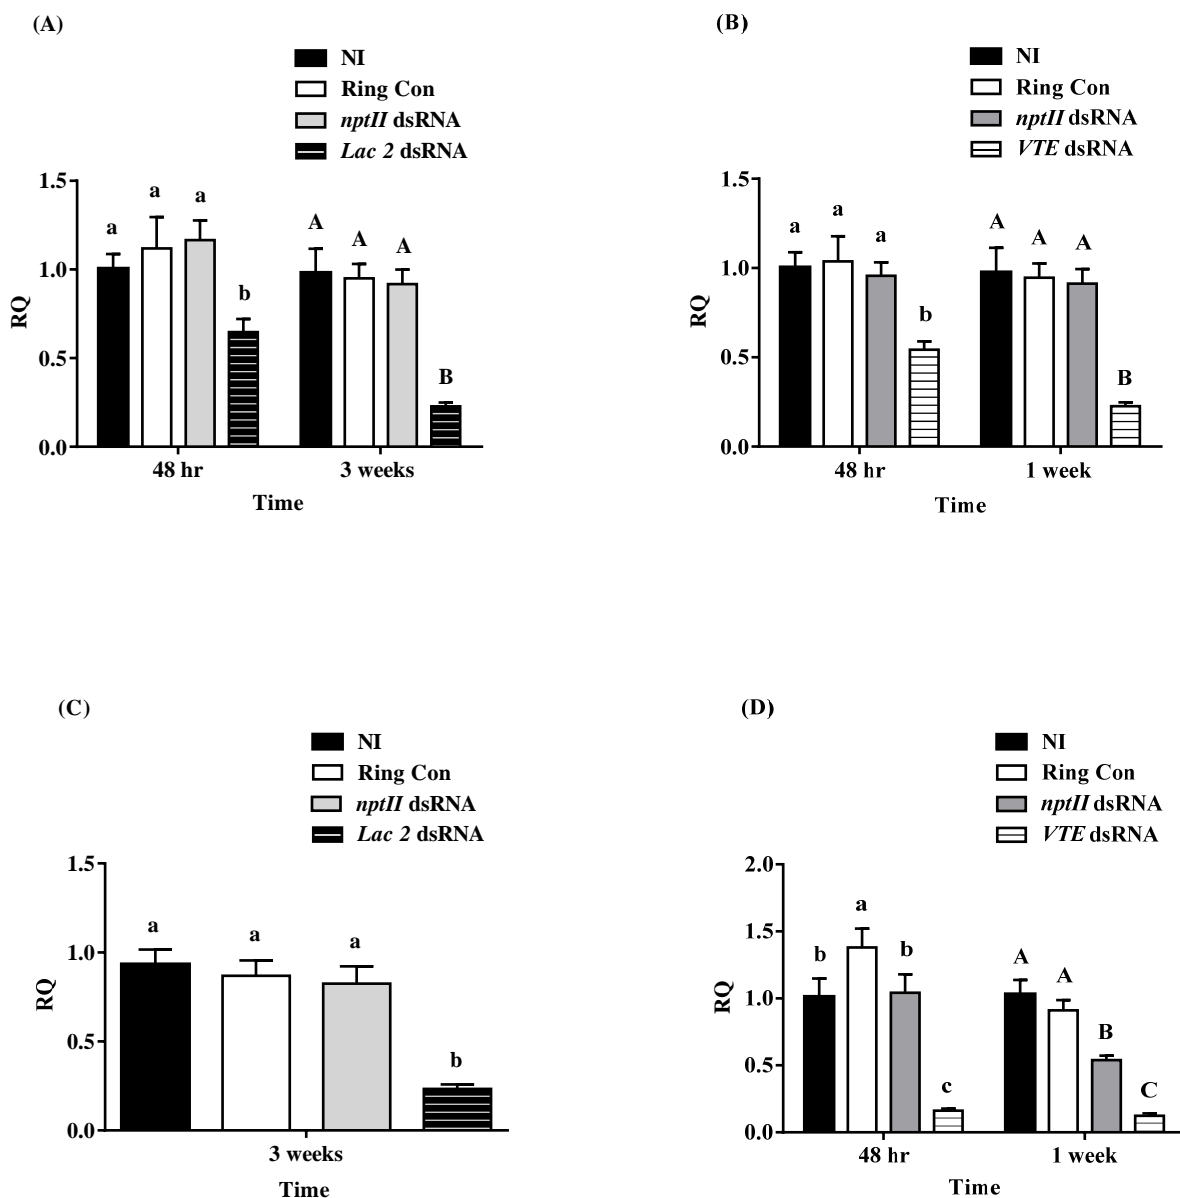 (A)
NI
Ring Con
nptII dsRNA
Lac 2 dsRNA
1.5
1.0
0.5
0.0
RQ
a
a
a
b
A
A
A
B
48 hr
3 weeks
Time
(B)
NI
Ring Con
nptII dsRNA
VTE dsRNA
1.5
1.0
0.5
0.0
RQ
a
a
a
b
A
A
A
B
48 hr
1 week
Time
(C)
NI
Ring Con
nptII dsRNA
Lac 2 dsRNA
1.5
1.0
0.5
0.0
RQ
a
a
a
b
3 weeks
Time
(D)
NI
Ring Con
nptII dsRNA
VTE dsRNA
2.0
1.5
1.0
0.5
0.0
RQ
b
a
b
c
A
A
B
C
48 hr
1 week
Time